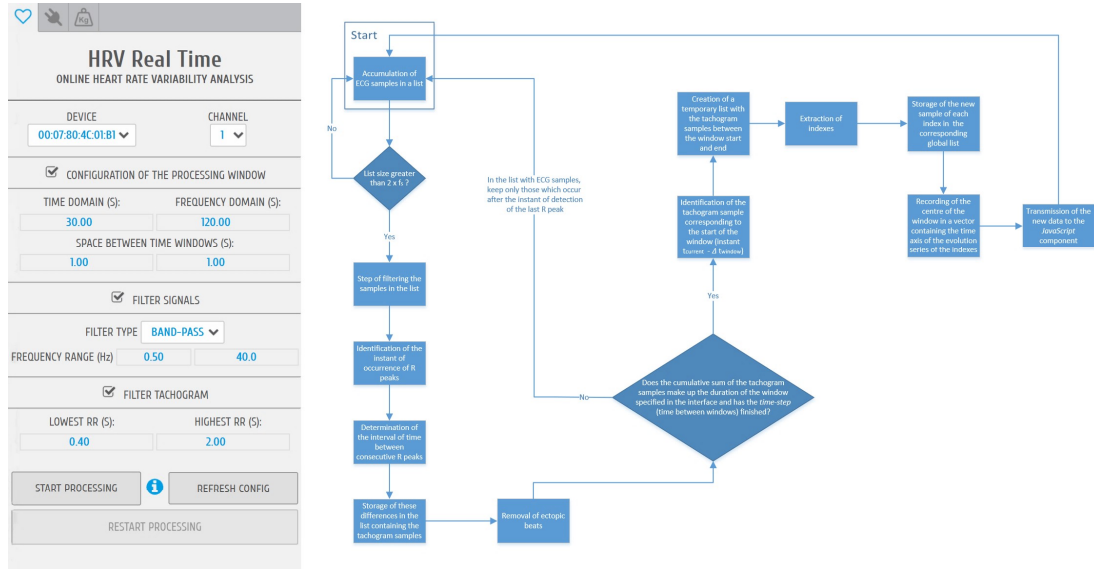 Kg
HRV Real Time
ONLINE HEART RATE VARIABILITY ANALYSIS
DEVICE
CHANNEL
00:07:80:4C:01:B1
1
CONFIGURATION OF THE PROCESSING WINDOW
TIME DOMAIN (S):
FREQUENCY DOMAIN (S):
30.00
120.00
SPACE BETWEEN TIME WINDOWS (S):
1.00
1.00
FILTER SIGNALS
FILTER TYPE
BAND-PASS
FREQUENCY RANGE (Hz)
0.50
40.0
FILTER TACHOGRAM
LOWEST RR (S):
HIGHEST RR (S):
0.40
2.00
START PROCESSING
REFRESH CONFIG
RESTART PROCESSING
Start
Accumulation of
ECG samples in a list
No
List size greater
than 2 x fs ?
Yes
Step of filtering the
samples in the list
Identification of the
instant of
occurrence of R
peaks
Determination of
the interval of time
between
consecutive R peaks
Storage of these
differences in the
list containing the
tachogram samples
Removal of ectopic
beats
Does the cumulative sum of the tachogram
samples make up the duration of the window
specified in the interface and has the time-step
(time between windows) finished?
No
In the list with ECG samples,
keep only those which occur
after the instant of detection
of the last R peak
Yes
Identification of the
tachogram sample
corresponding to
the start of the
window (instant
tcurrent - Δ twindow)
Creation of a
temporary list with
the tachogram
samples between
the window start
and end
Extraction of
indexes
Storage of the new
sample of each
index in the
corresponding
global list
Recording of the
centre of the
window in a vector
containing the time
axis of the evolution
series of the indexes
Transmission of the
new data to the
JavaScript
component